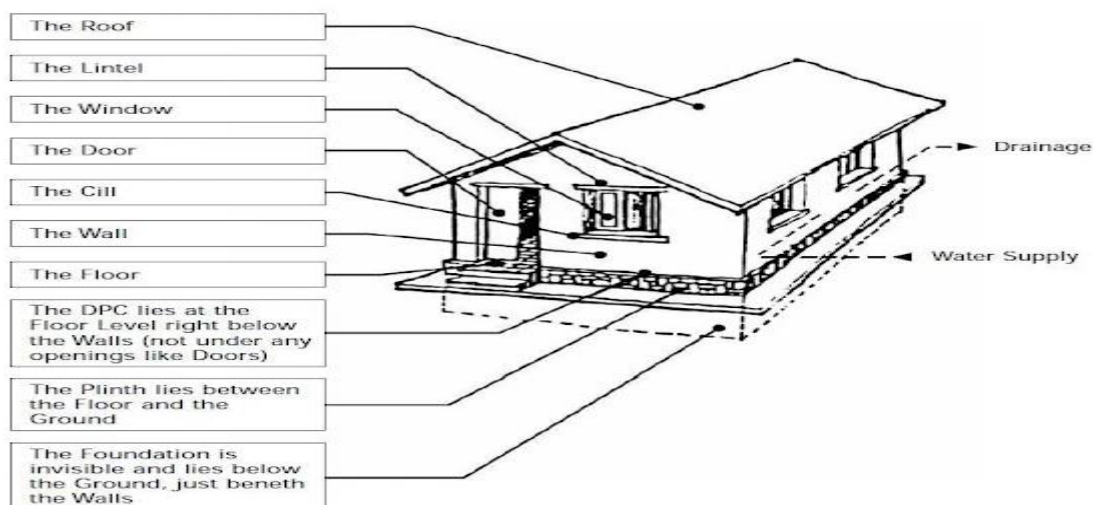 The Roof
The Lintel
The Window
The Door
The Cill
The Wall
The Floor
The DPC lies at the
Floor Level right below
the Walls (not under any
openings like Doors)
The Plinth lies between
the Floor and the
Ground
The Foundation is
invisible and lies below
the Ground, just beneth
the Walls
Drainage
Water Supply